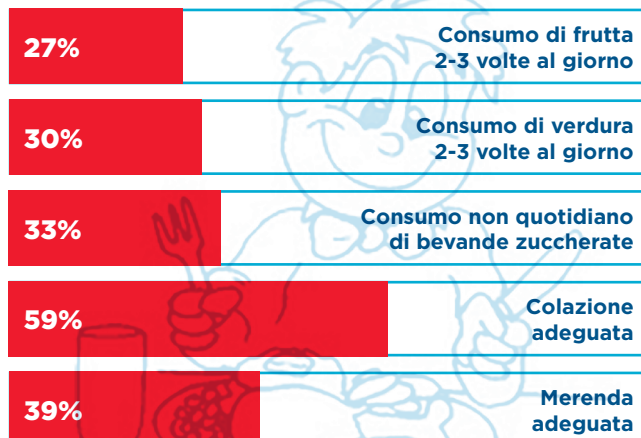 27%
Consumo di frutta
2-3 volte al giorno
30%
Consumo di verdura
2-3 volte al giorno
33%
Consumo non quotidiano
di bevande zuccherate
59%
Colazione
adeguata
39%
Merenda
adeguata